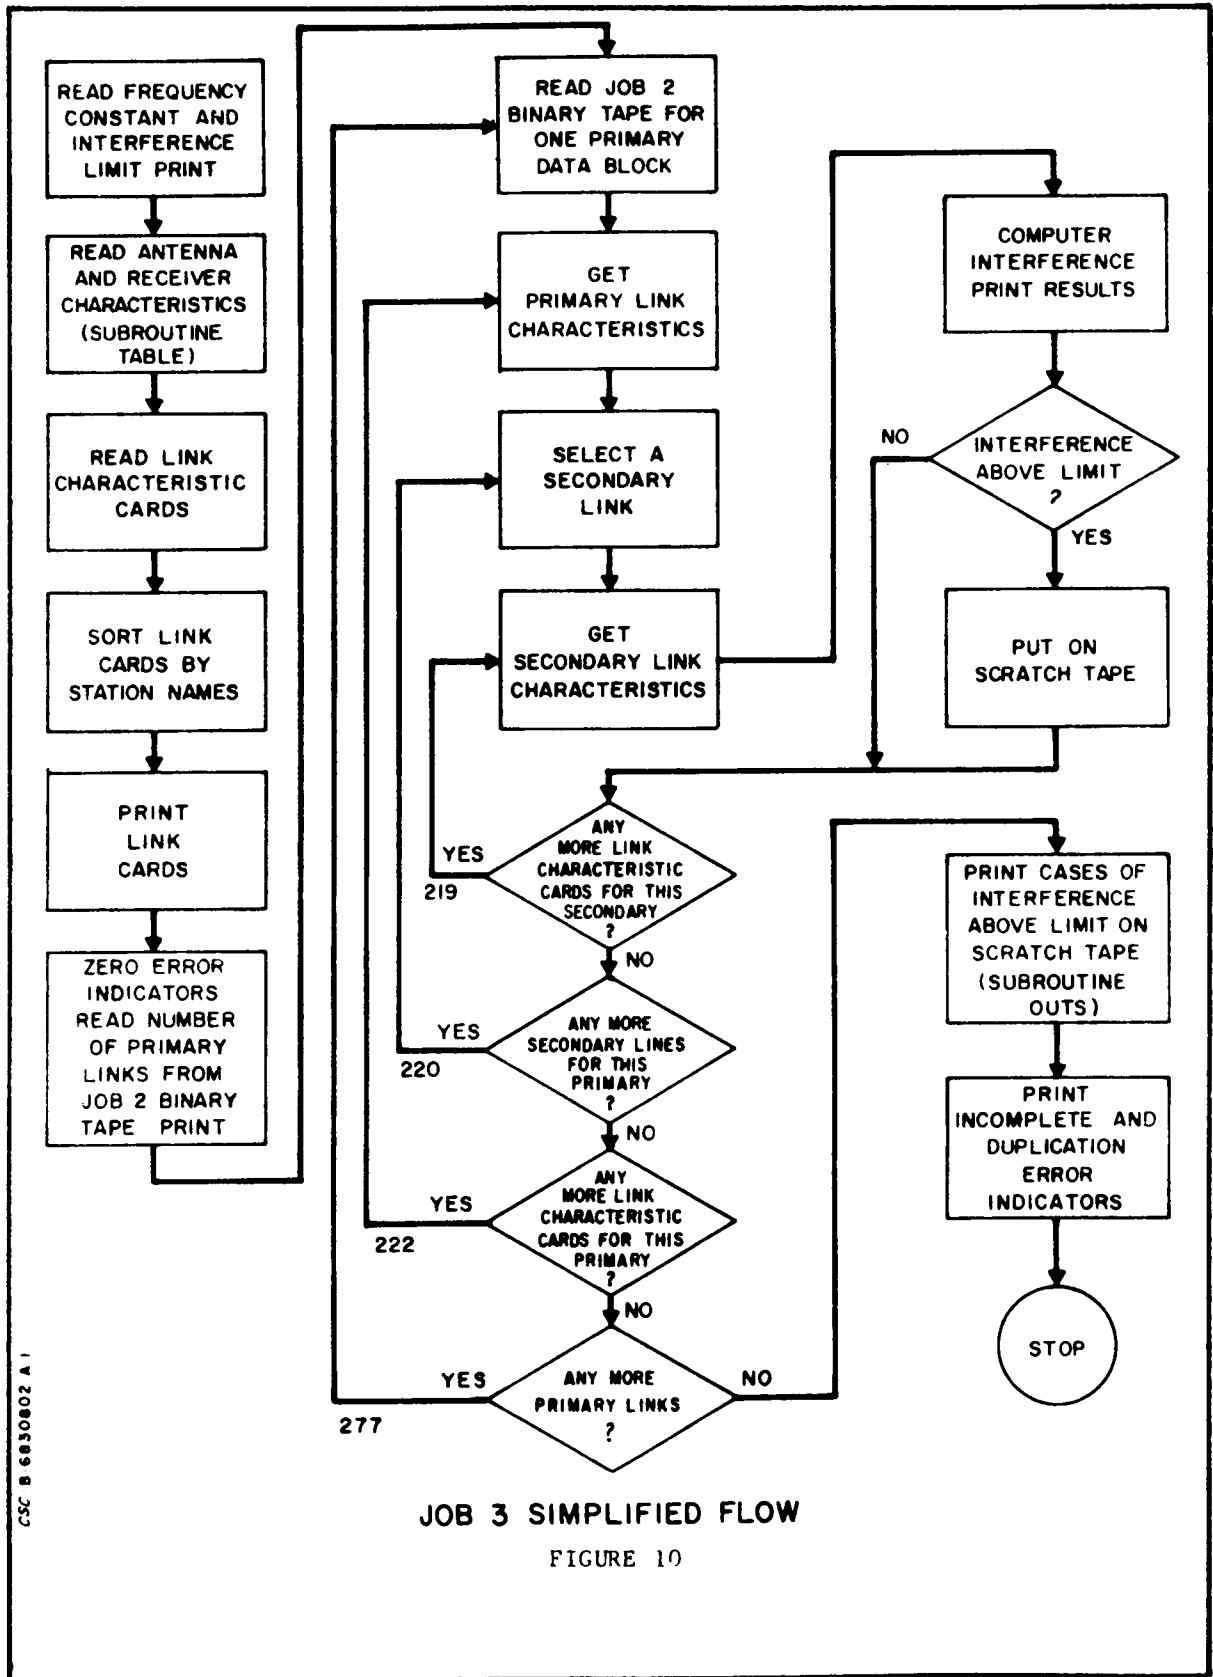 READ FREQUENCY
CONSTANT AND
INTERFERENCE
LIMIT PRINT
READ ANTENNA
AND RECEIVER
CHARACTERISTICS
(SUBROUTINE
TABLE)
READ LINK
CHARACTERISTIC
CARDS
SORT LINK
CARDS BY
STATION NAMES
PRINT
LINK
CARDS
ZERO ERROR
INDICATORS
READ NUMBER
OF PRIMARY
LINKS FROM
JOB 2 BINARY
TAPE PRINT
READ JOB 2
BINARY TAPE FOR
ONE PRIMARY
DATA BLOCK
GET
PRIMARY LINK
CHARACTERISTICS
SELECT A
SECONDARY
LINK
GET
SECONDARY LINK
CHARACTERISTICS
COMPUTER
INTERFERENCE
PRINT RESULTS
NO
INTERFERENCE
ABOVE LIMIT
?
YES
PUT ON
SCRATCH TAPE
ANY
MORE LINK
CHARACTERISTIC
CARDS FOR THIS
SECONDARY
?
YES
219
NO
ANY MORE
SECONDARY LINES
FOR THIS
PRIMARY
?
YES
220
NO
ANY
MORE LINK
CHARACTERISTIC
CARDS FOR THIS
PRIMARY
?
YES
222
NO
ANY MORE
PRIMARY LINKS
?
YES
277
NO
PRINT CASES OF
INTERFERENCE
ABOVE LIMIT ON
SCRATCH TAPE
(SUBROUTINE
OUTS)
PRINT
INCOMPLETE AND
DUPLICATION
ERROR
INDICATORS
STOP
CSC B 6830802 A I
JOB 3 SIMPLIFIED FLOW
FIGURE 10